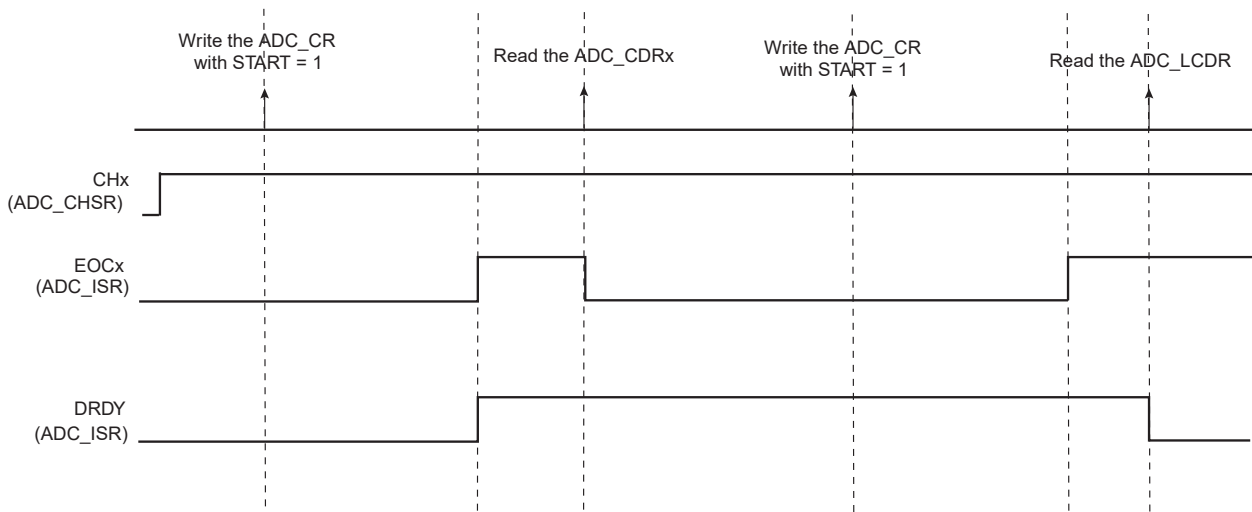 Write the ADC_CR
with START = 1
Read the ADC_CDRx
Write the ADC_CR
with START = 1
Read the ADC_LCDR
CHx
(ADC_CHSR)
EOCx
(ADC_ISR)
DRDY
(ADC_ISR)